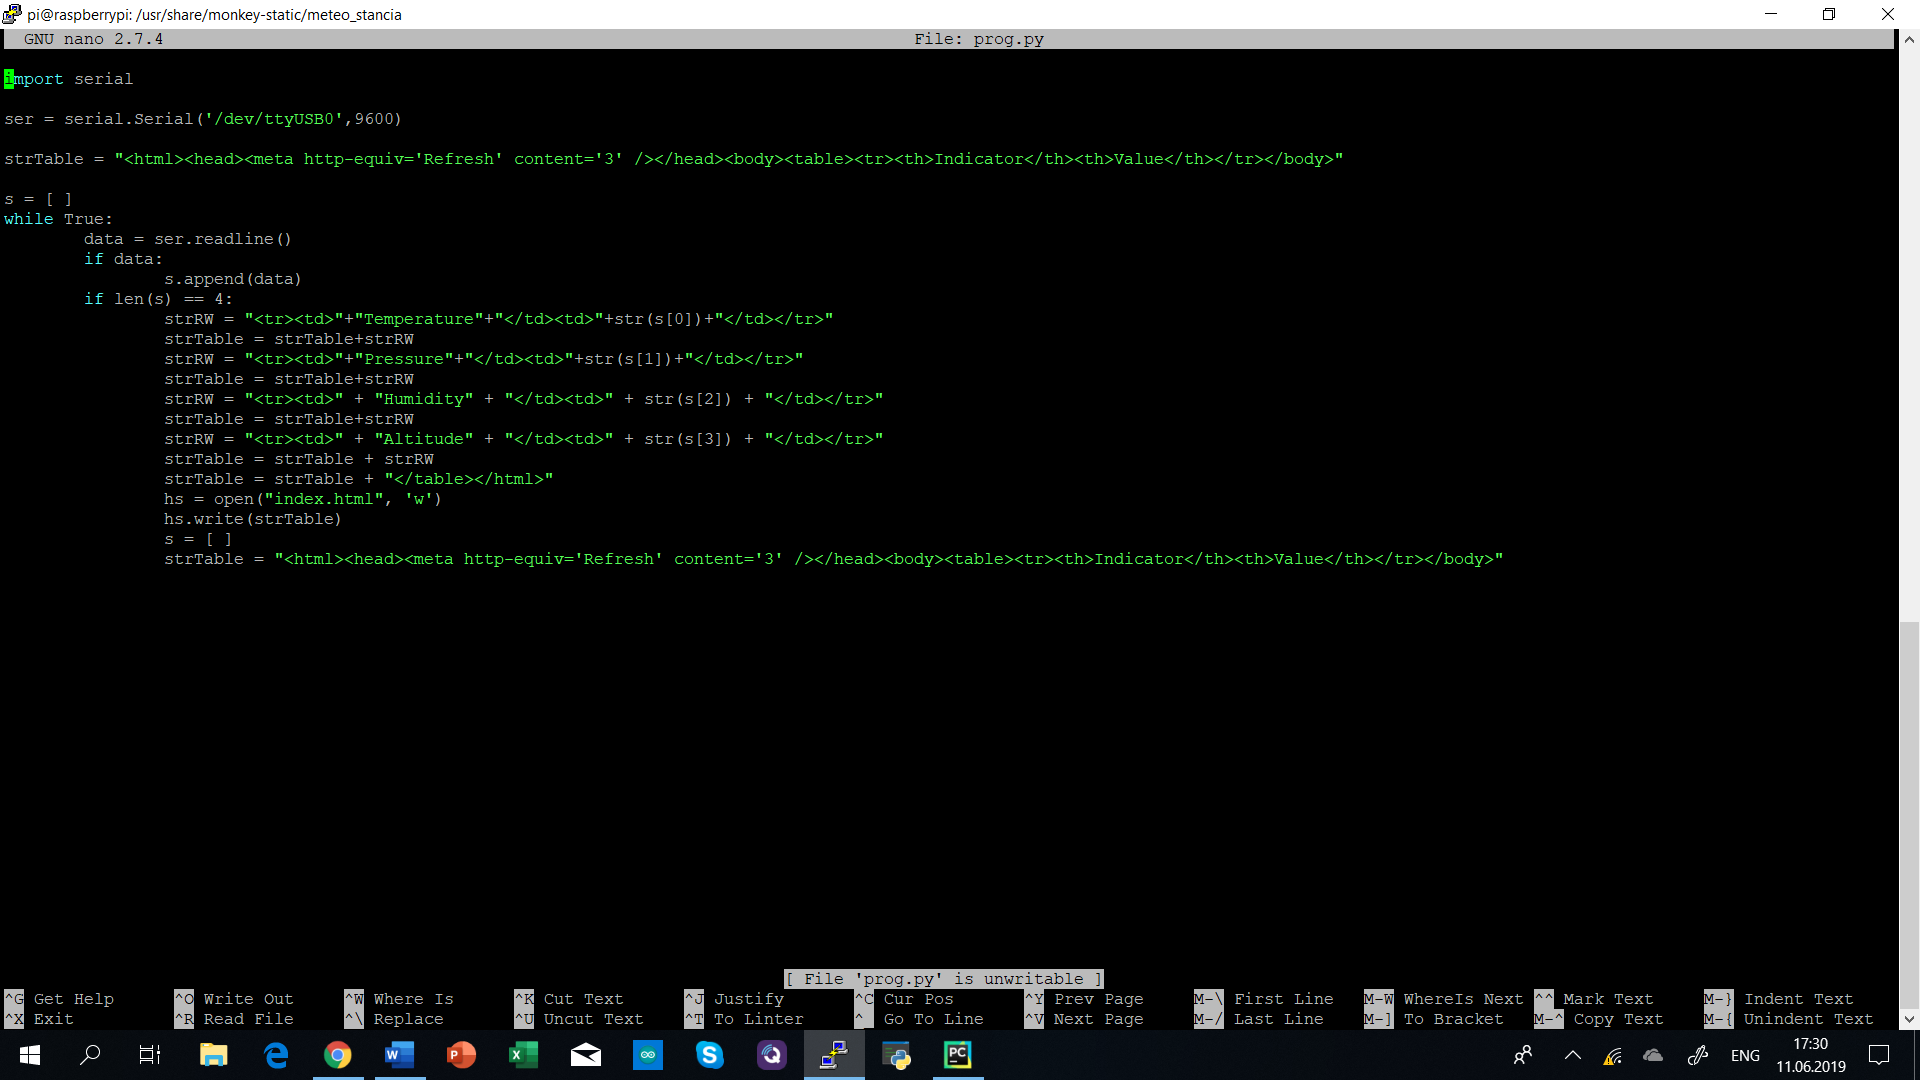 pi@raspberrypi: /usr/share/monkey-static/meteo_stancia
GNU nano 2.7.4 File: prog.py
import serial
ser = serial.Serial('/dev/ttyUSB0',9600)
strTable = "<html><head><meta http-equiv='Refresh' content='3' /></head><body><table><tr><th>Indicator</th><th>Value</th></tr></body>"
s = [ ]
while True:
        data = ser.readline()
        if data:
                s.append(data)
        if len(s) == 4:
                strRW = "<tr><td>"+"Temperature"+"</td><td>"+str(s[0])+"</td></tr>"
                strTable = strTable+strRW
                strRW = "<tr><td>"+"Pressure"+"</td><td>"+str(s[1])+"</td></tr>"
                strTable = strTable+strRW
                strRW = "<tr><td>" + "Humidity" + "</td><td>" + str(s[2]) + "</td></tr>"
                strTable = strTable+strRW
                strRW = "<tr><td>" + "Altitude" + "</td><td>" + str(s[3]) + "</td></tr>"
                strTable = strTable + strRW
                strTable = strTable + "</table></html>"
                hs = open("index.html", 'w')
                hs.write(strTable)
                s = [ ]
                strTable = "<html><head><meta http-equiv='Refresh' content='3' /></head><body><table><tr><th>Indicator</th><th>Value</th></tr></body>"
[ File 'prog.py' is unwritable ]
^G Get Help ^O Write Out ^W Where Is ^K Cut Text ^J Justify ^C Cur Pos ^Y Prev Page M-\ First Line M-W WhereIs Next ^^ Mark Text M-} Indent Text
^X Exit ^R Read File ^\ Replace ^U Uncut Text ^T To Linter ^_ Go To Line ^V Next Page M-/ Last Line M-] To Bracket M-^ Copy Text M-{ Unindent Text
ENG
17:30
11.06.2019